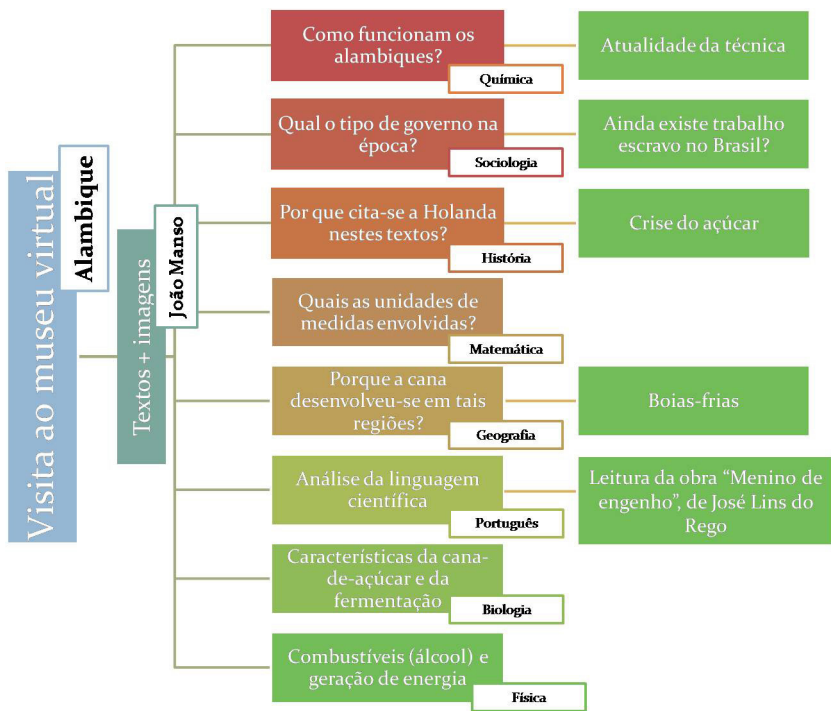 Visita ao museu virtual
Alambique
Textos + imagens
João Manso
Como funcionam os
alambiques?
Química
Atualidade da técnica
Qual o tipo de governo na
época?
Sociologia
Ainda existe trabalho
escravo no Brasil?
Por que cita-se a Holanda
nestes textos?
História
Crise do açúcar
Quais as unidades de
medidas envolvidas?
Matemática
Porque a cana
desenvolveu-se em tais
regiões?
Geografia
Boias-frias
Análise da linguagem
científica
Português
Leitura da obra “Menino de
engenho”, de José Lins do
Rego
Características da cana-
de-açúcar e da
fermentação
Biologia
Combustíveis (álcool) e
geração de energia
Física